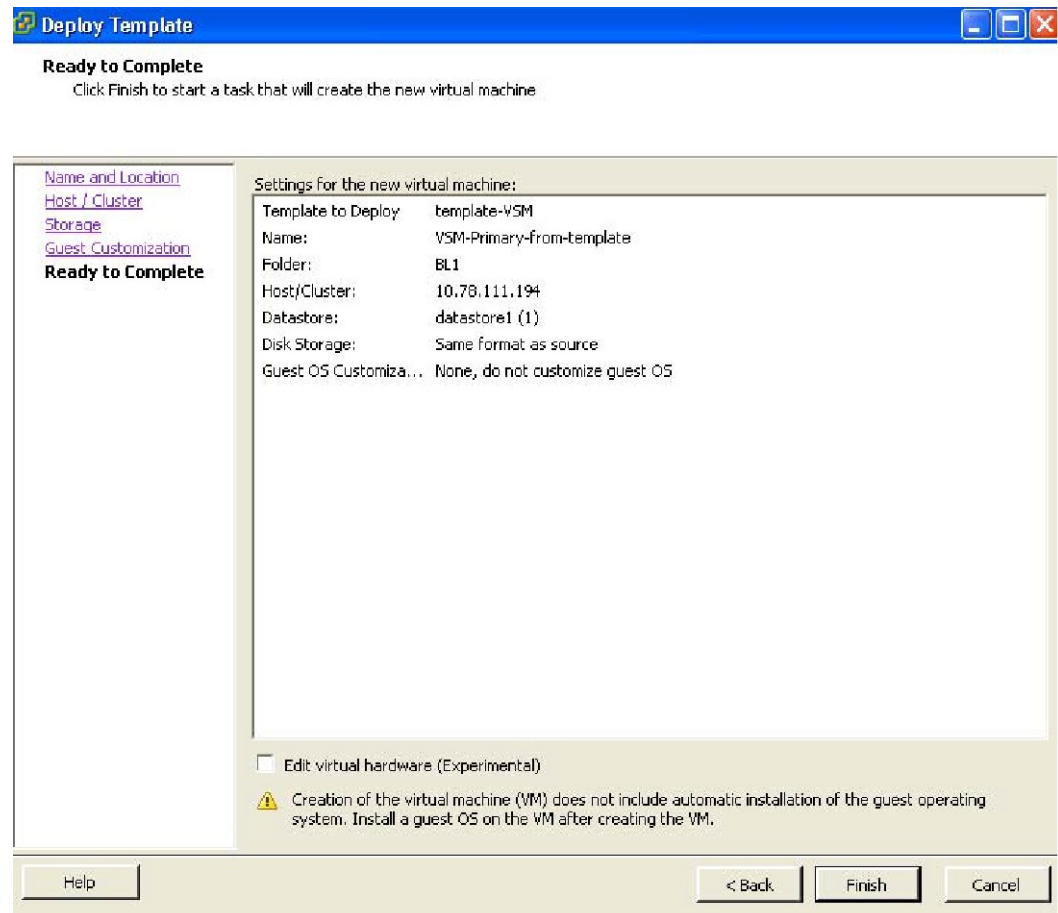 Deploy Template
Ready to Complete
Click Finish to start a task that will create the new virtual machine
Name and Location
Host / Cluster
Storage
Guest Customization
Ready to Complete
Settings for the new virtual machine:
Template to Deploy template-VSM
Name: VSM-Primary-from-template
Folder: BL1
Host/Cluster: 10.78.111.194
Datastore: datastore1 (1)
Disk Storage: Same format as source
Guest OS Customiza... None, do not customize guest OS
Edit virtual hardware (Experimental)
Creation of the virtual machine (VM) does not include automatic installation of the guest operating
system. Install a guest OS on the VM after creating the VM.
Help
< Back
Finish
Cancel